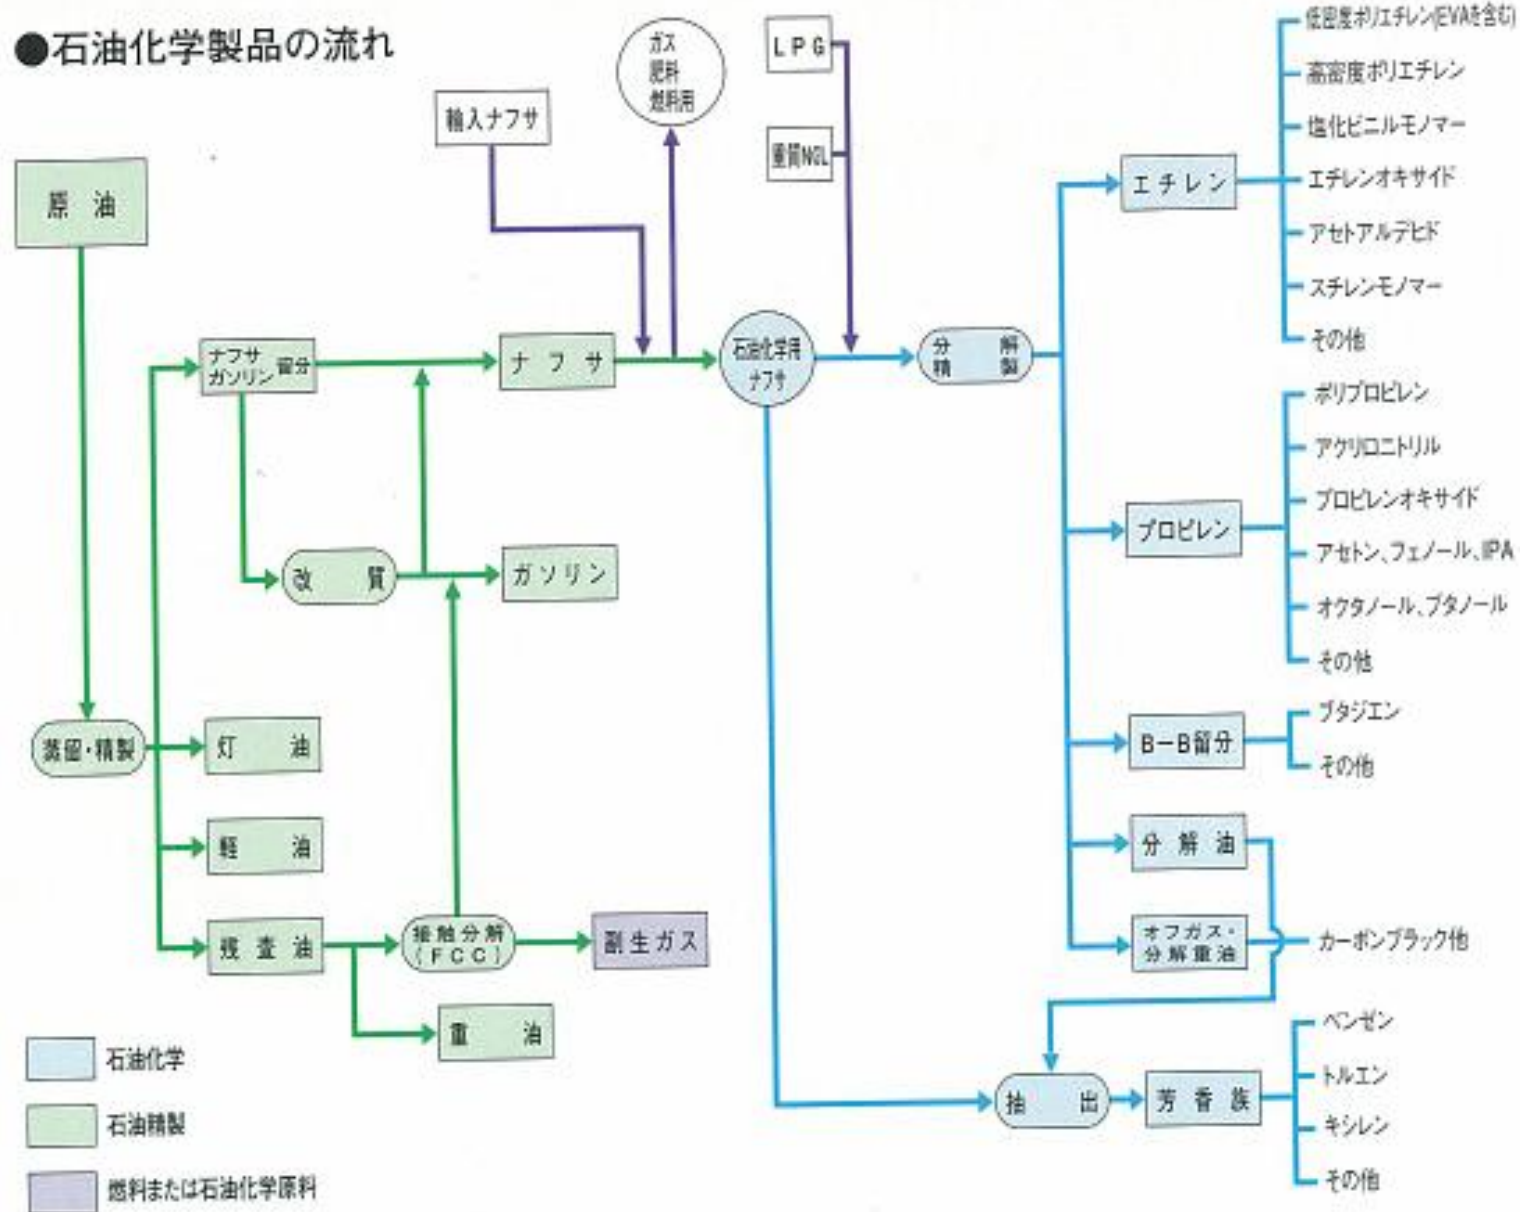 ●石油化学製品の流れ
ガス
肥料
燃料用
LPG
輸入ナフサ
重質NGL
原油
ナフサ
ガソリン
留分
ナフサ
石油化学用
ナフサ
分解
精製
改質
ガソリン
蒸留・精製
灯油
軽油
残査油
接触分解
(FCC)
副生ガス
重油
エチレン
低密度ポリエチレン(EVAを含む)
高密度ポリエチレン
塩化ビニルモノマー
エチレンオキサイド
アセトアルデヒド
スチレンモノマー
その他
プロピレン
ポリプロピレン
アクリロニトリル
プロピレンオキサイド
アセトン、フェノール、IPA
オクタノール、ブタノール
その他
B－B留分
ブタジエン
その他
分解油
オフガス・
分解重油
カーボンブラック他
抽出
芳香族
ベンゼン
トルエン
キシレン
その他
石油化学
石油精製
燃料または石油化学原料